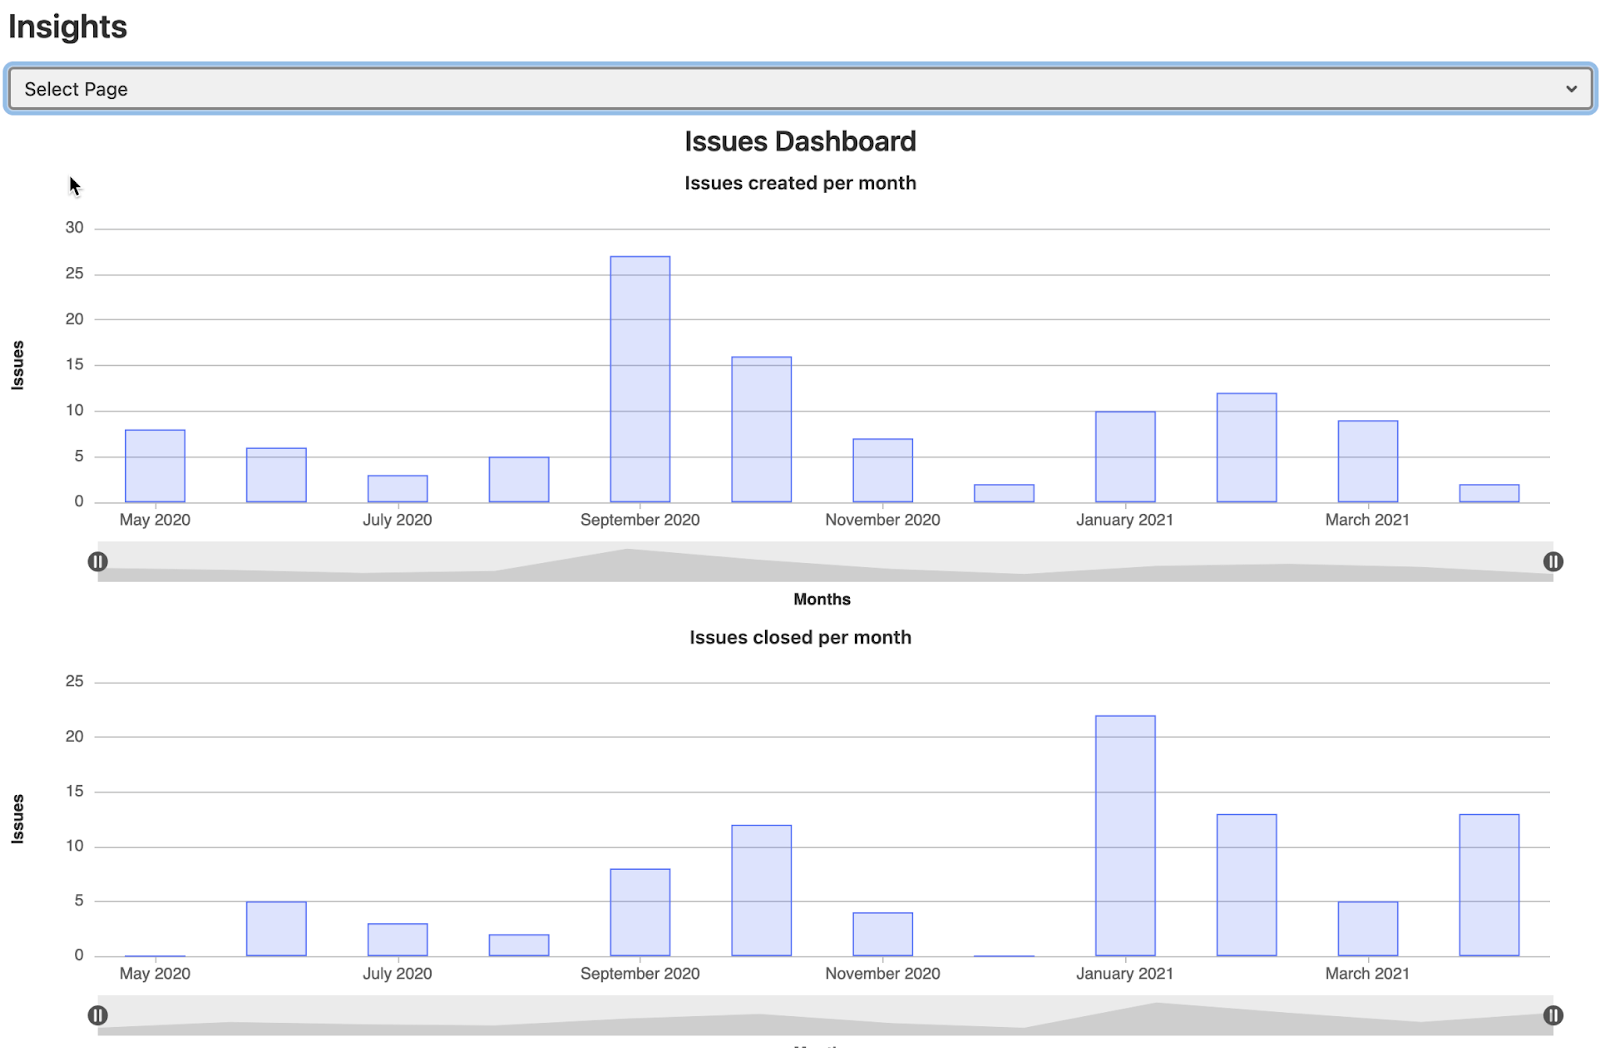 Insights
Select Page
Issues Dashboard
Issues created per month
30
25
20
15
10
5
0
Issues
May 2020 July 2020 September 2020 November 2020 January 2021 March 2021
Months
Issues closed per month
25
20
15
10
5
0
Issues
May 2020 July 2020 September 2020 November 2020 January 2021 March 2021